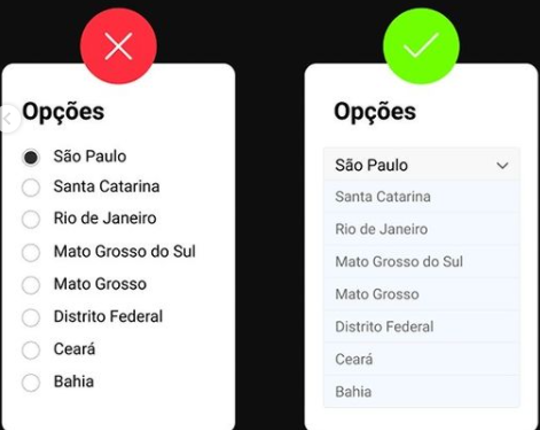 Opções
São Paulo
Santa Catarina
Rio de Janeiro
Mato Grosso do Sul
Mato Grosso
Distrito Federal
Ceará
Bahia
Opções
São Paulo
Santa Catarina
Rio de Janeiro
Mato Grosso do Sul
Mato Grosso
Distrito Federal
Ceará
Bahia